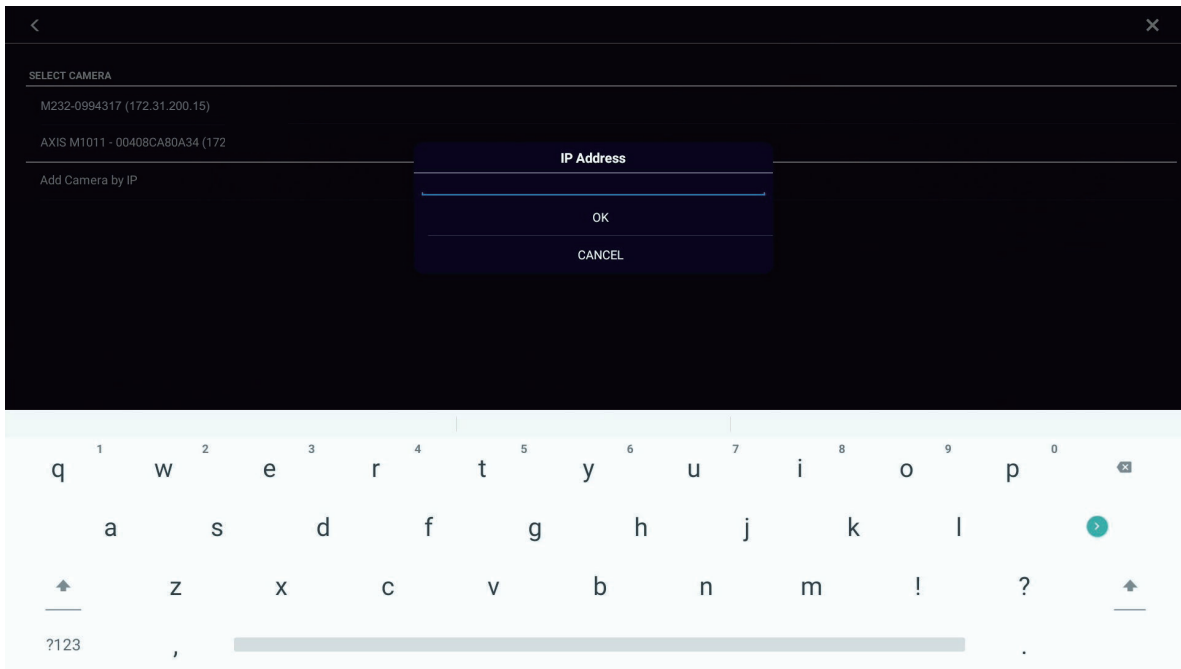 SELECT CAMERA
M232-0994317 (172.31.200.15)
AXIS M1011 - 00408CA80A34 (172
Add Camera by IP
IP Address
OK
CANCEL
1 2 3 4 5 6 7 8 9 0
q w e r t y u i o p
a s d f g h j k l
z x c v b n m ! ?
?123 , .